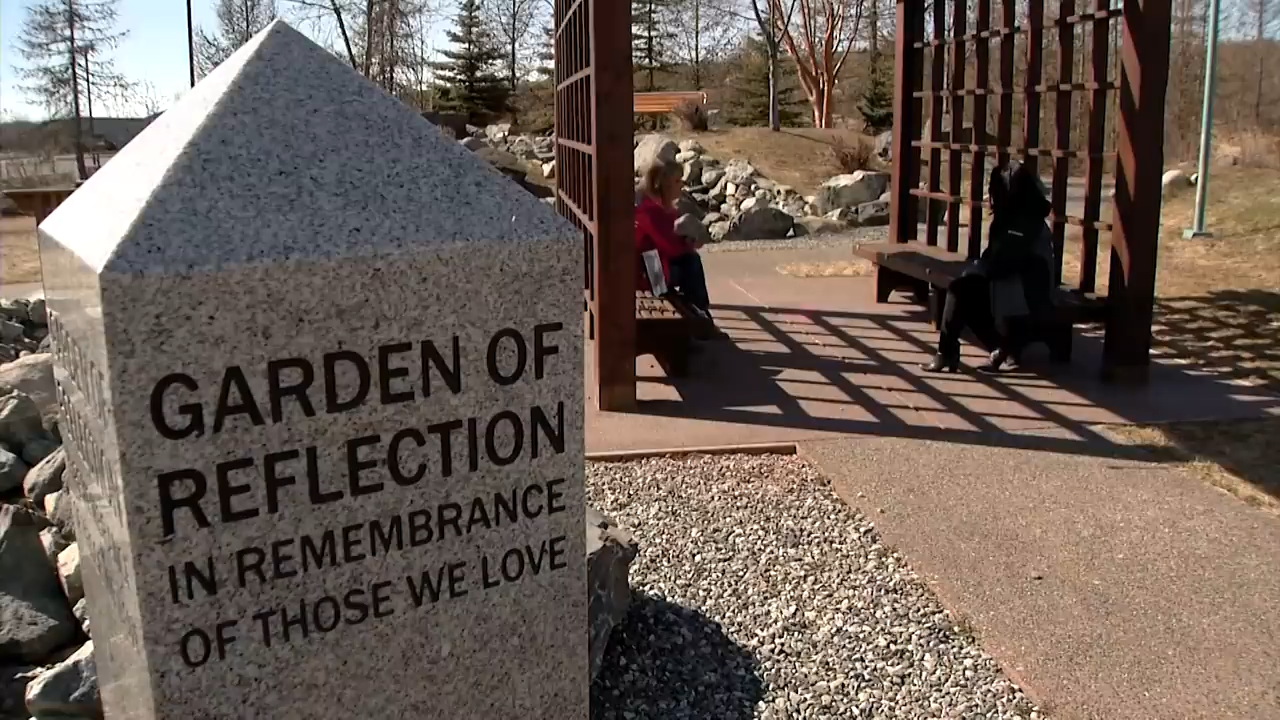 GARDEN OF
REFLECTION
IN REMEMBRANCE
OF THOSE WE LOVE